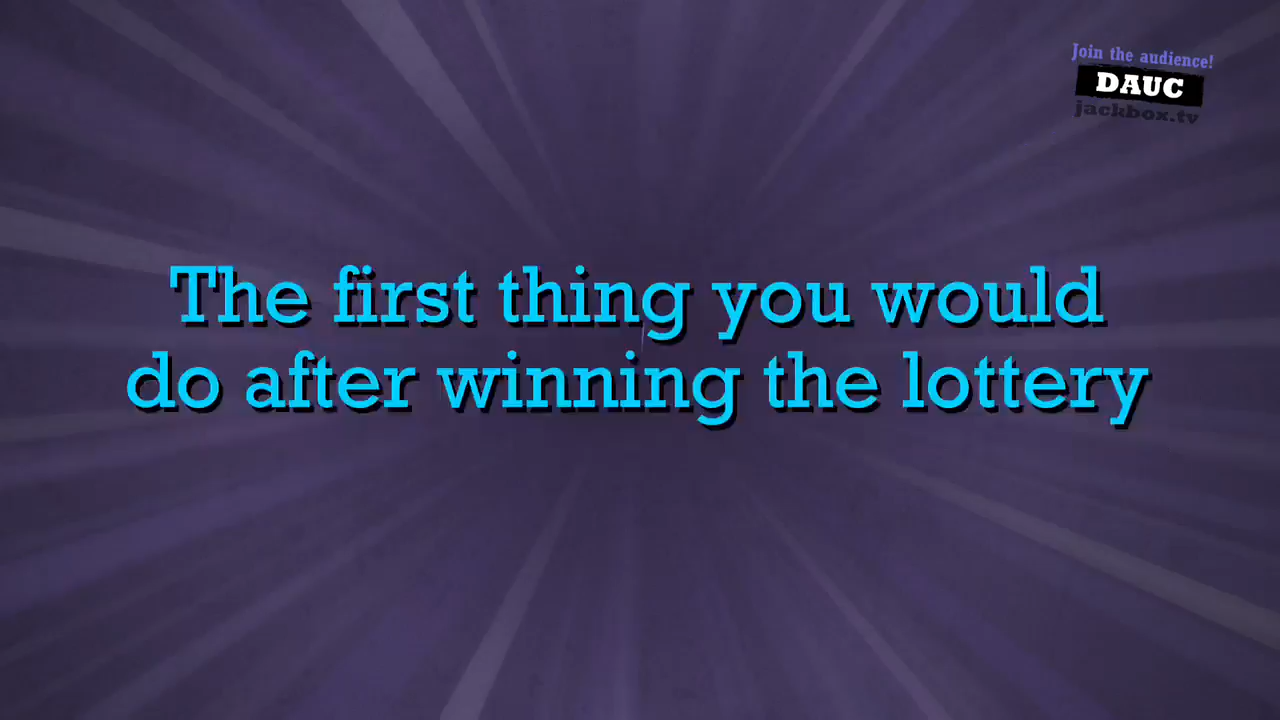 Join the audience!
DAUC
jackbox.tv
The first thing you would
do after winning the lottery